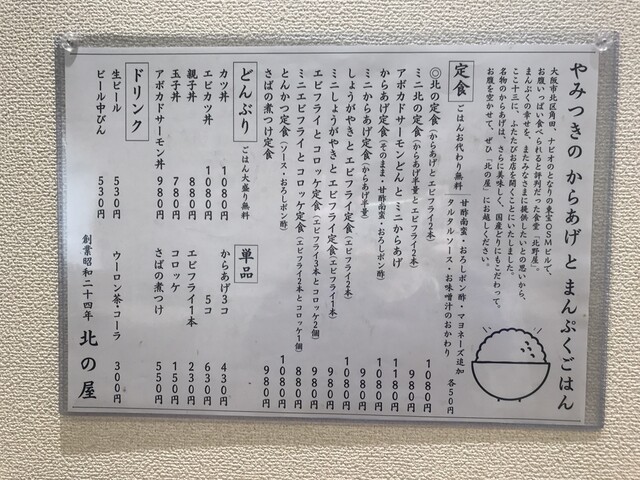 やみつきの からあげ と まんぷくごはん
大阪市北区角田、ナビオのとなりの東宝OSMビルで、
お腹いっぱい食べられると評判だった食堂「北野屋」。
まんぷくの幸せを、またみなさまに提供したいとの思いから、
ここ十三に、ふたたびお店を開くことにいたしました。
名物のからあげは、さらに美味しく、国産どりにもこだわって。
お腹を空かせて、ぜひ「北の屋」にお越しください。
定食 ごはんお代わり無料
甘酢南蛮・おろしポン酢・マヨネーズ追加
タルタルソース・お味噌汁のおかわり 各50円
◎北の定食(からあげとエビフライ2本) 1080円
ミニ北の定食(からあげ半量とエビフライ2本) 980円
アボカドサーモンどんとミニからあげ 1180円
からあげ定食(そのまま・甘酢南蛮・おろしポン酢) 1080円
ミニからあげ定食(からあげ半量) 980円
しょうがやきとエビフライ定食(エビフライ2本) 1080円
ミニしょうがやきとエビフライ定食(エビフライ1本) 980円
エビフライとコロッケ定食(エビフライ3本とコロッケ2個) 980円
ミニエビフライとコロッケ定食(エビフライ2本とコロッケ1個) 880円
とんかつ定食(ソース・おろしポン酢) 1080円
さばの煮つけ定食 980円
どんぶり ごはん大盛り無料
カツ丼 1080円
エビカツ丼 1080円
親子丼 880円
玉子丼 780円
アボカドサーモン丼 980円
単品
からあげ3コ 430円
5コ 630円
エビフライ1本 230円
コロッケ 150円
さばの煮つけ 550円
ドリンク
生ビール 530円
ビール中びん 530円
ウーロン茶・コーラ 300円
創業昭和二十四年 北の屋